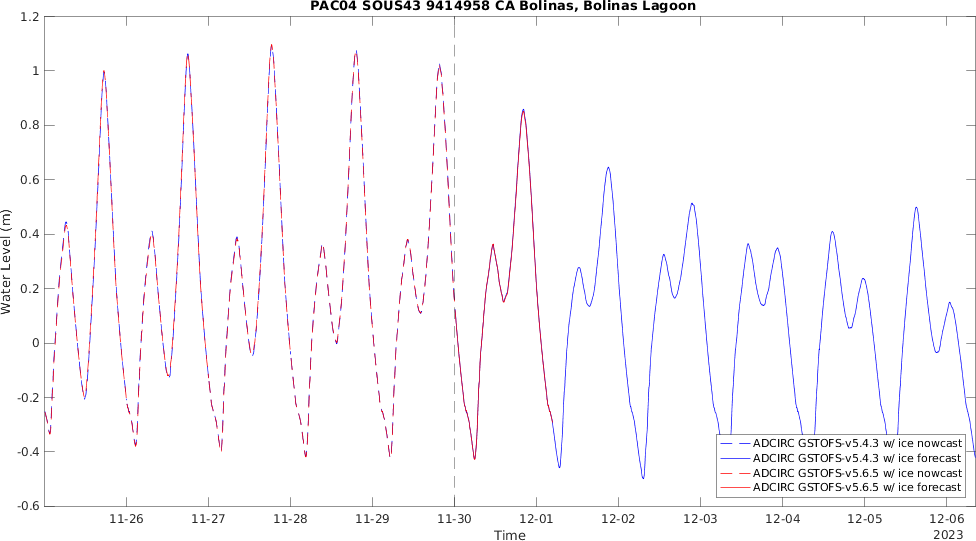 PAC04 SOUS43 9414958 CA Bolinas, Bolinas Lagoon
1.2
1
0.8
0.6
0.4
0.2
0
-0.2
-0.4
-0.6
Water Level (m)
ADCIRC GSTOFS-v5.4.3 w/ ice nowcast
ADCIRC GSTOFS-v5.4.3 w/ ice forecast
ADCIRC GSTOFS-v5.6.5 w/ ice nowcast
ADCIRC GSTOFS-v5.6.5 w/ ice forecast
11-26 11-27 11-28 11-29 11-30 12-01 12-02 12-03 12-04 12-05 12-06
2023
Time